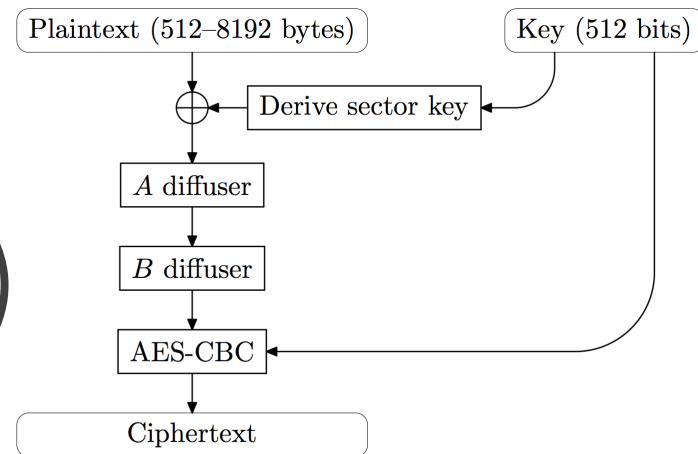 Plaintext (512–8192 bytes)
Key (512 bits)
Derive sector key
A diffuser
B diffuser
AES-CBC
Ciphertext